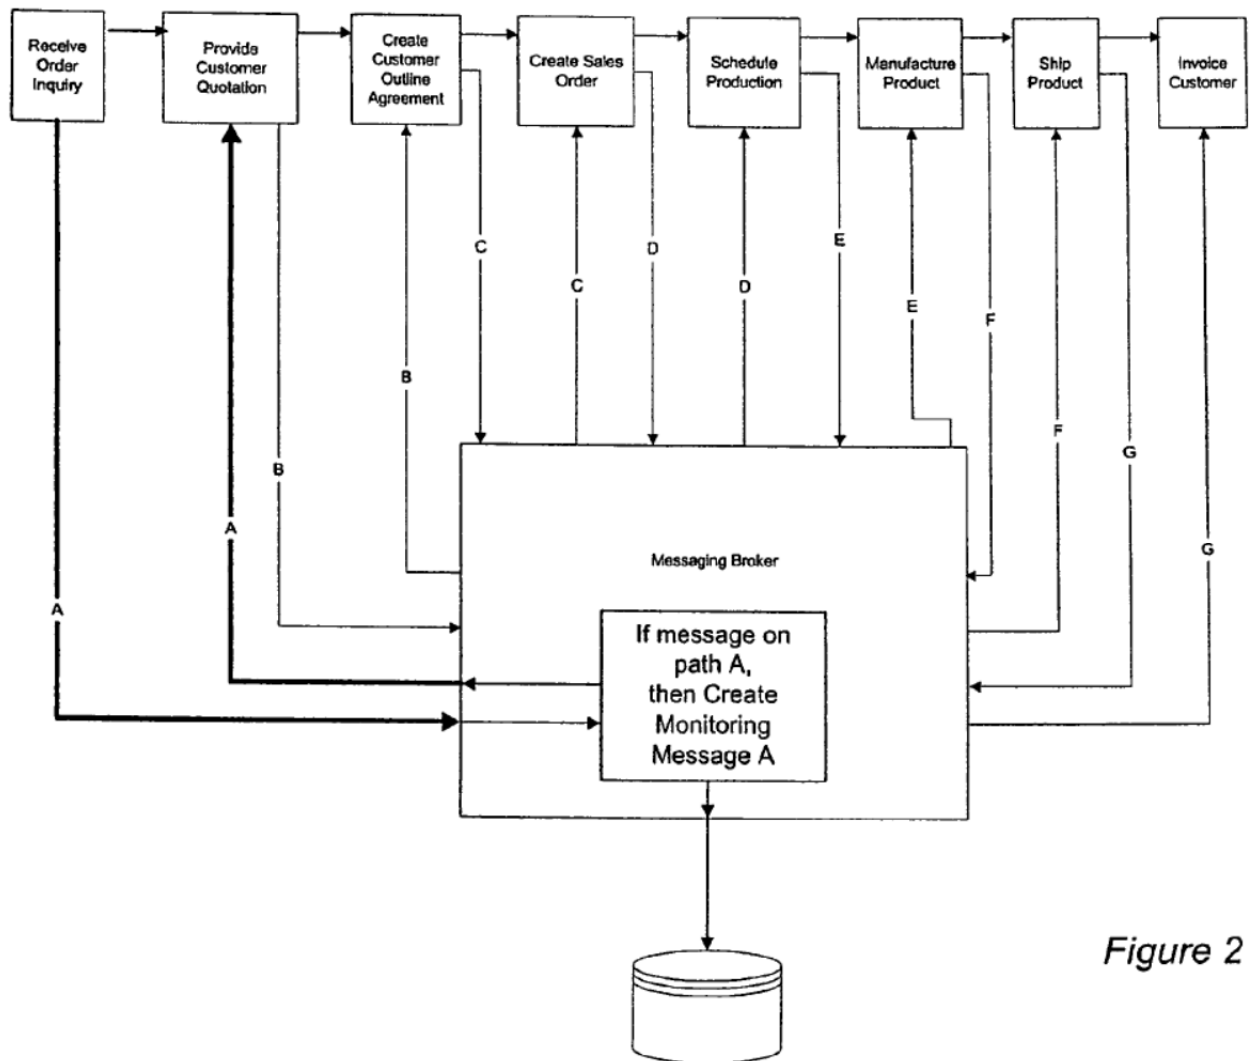 Receive
Order
Inquiry
Provide
Customer
Quotation
Create
Customer
Outline
Agreement
Create Sales
Order
Schedule
Production
Manufacture
Product
Ship
Product
Invoice
Customer
C
D
E
C
D
E
F
B
F
G
B
A
G
A
Messaging Broker
If message on
path A,
then Create
Monitoring
Message A
Figure 2